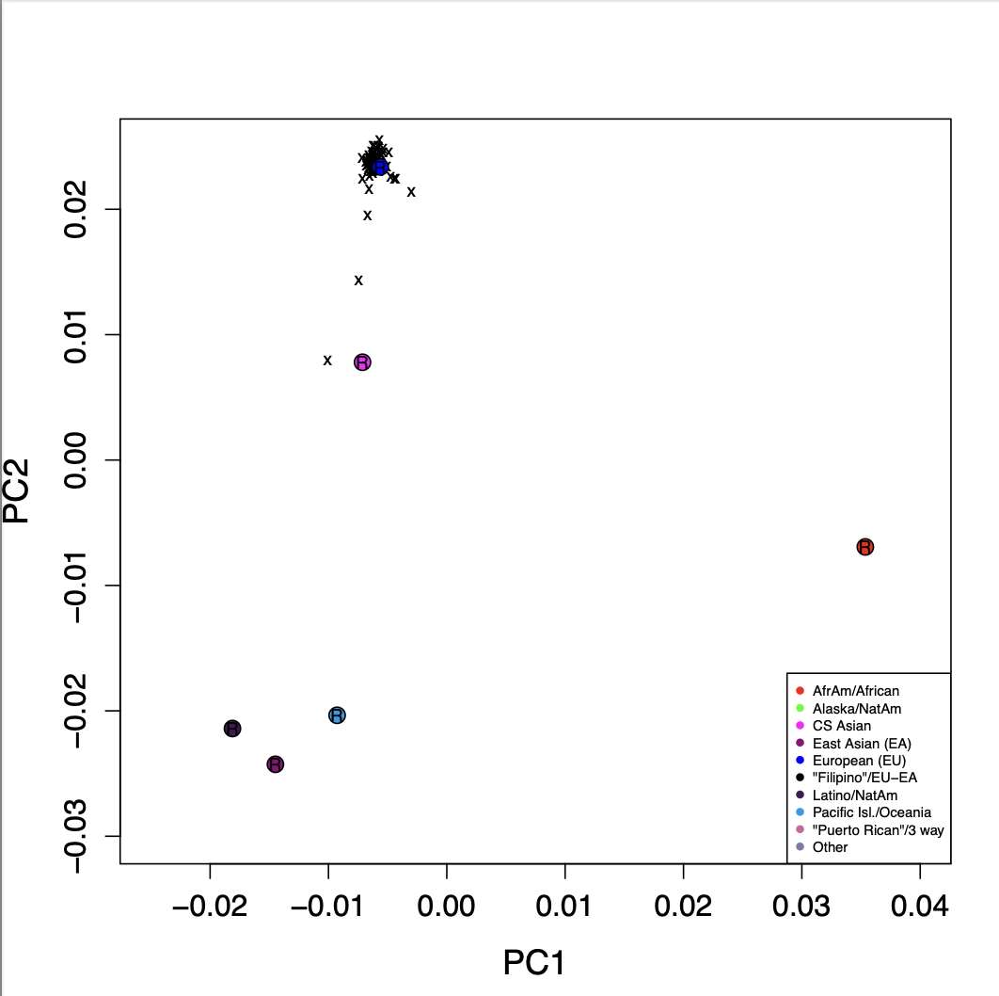 PC2
0.02
0.01
0.00
−0.01
−0.02
−0.03
x
x
x
x
x
x
R
R
R
R
R
R
AfrAm/African
Alaska/NatAm
CS Asian
East Asian (EA)
European (EU)
"Filipino"/EU−EA
Latino/NatAm
Pacific Isl./Oceania
"Puerto Rican"/3 way
Other
−0.02 −0.01 0.00 0.01 0.02 0.03 0.04
PC1